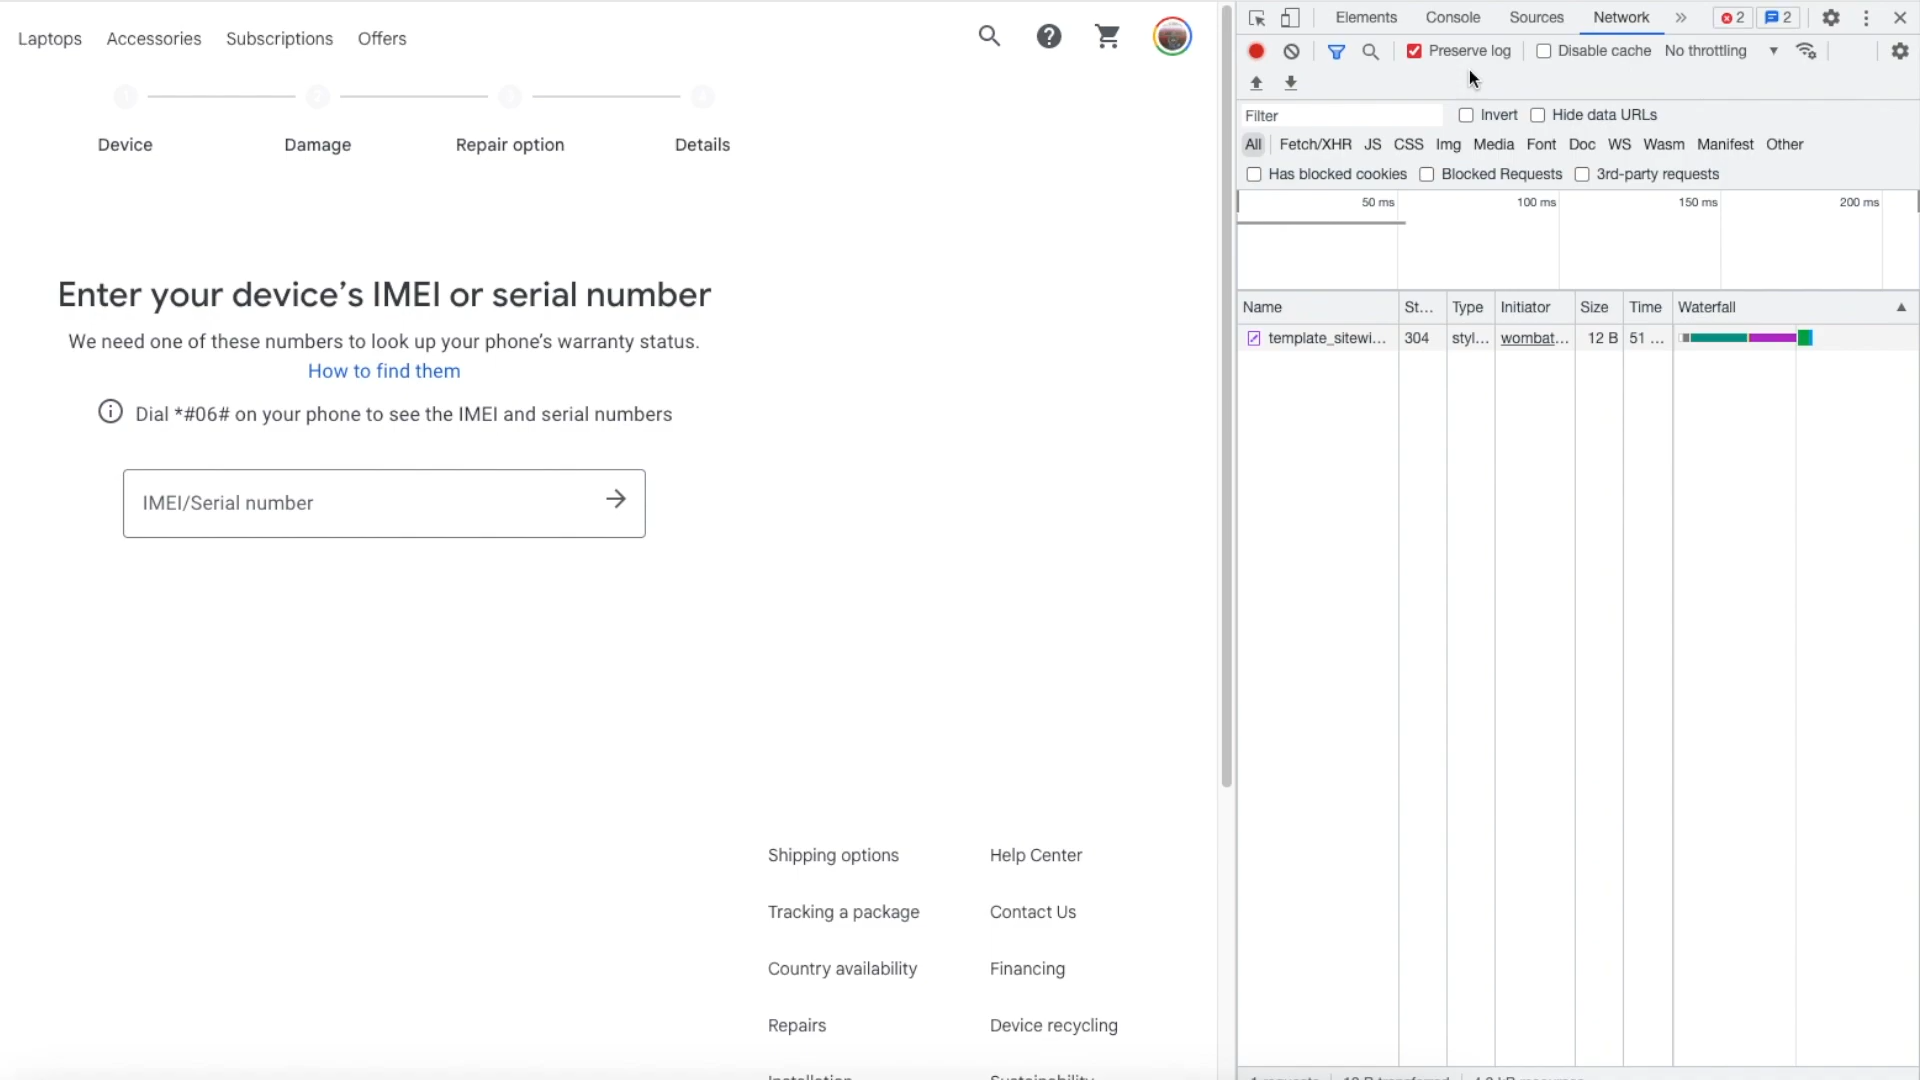 Laptops Accessories Subscriptions Offers
1 2 3 4
Device Damage Repair option Details
Enter your device's IMEI or serial number
We need one of these numbers to look up your phone's warranty status.
How to find them
Dial *#06# on your phone to see the IMEI and serial numbers
IMEI/Serial number
Shipping options Help Center
Tracking a package Contact Us
Country availability Financing
Repairs Device recycling
Installation Sustainability
Elements Console Sources Network » 2 2
Preserve log Disable cache No throttling
Filter Invert Hide data URLs
All Fetch/XHR JS CSS Img Media Font Doc WS Wasm Manifest Other
Has blocked cookies Blocked Requests 3rd-party requests
50 ms 100 ms 150 ms 200 ms
Name St... Type Initiator Size Time Waterfall
template_sitewi... 304 styl... wombat... 12 B 51 ...